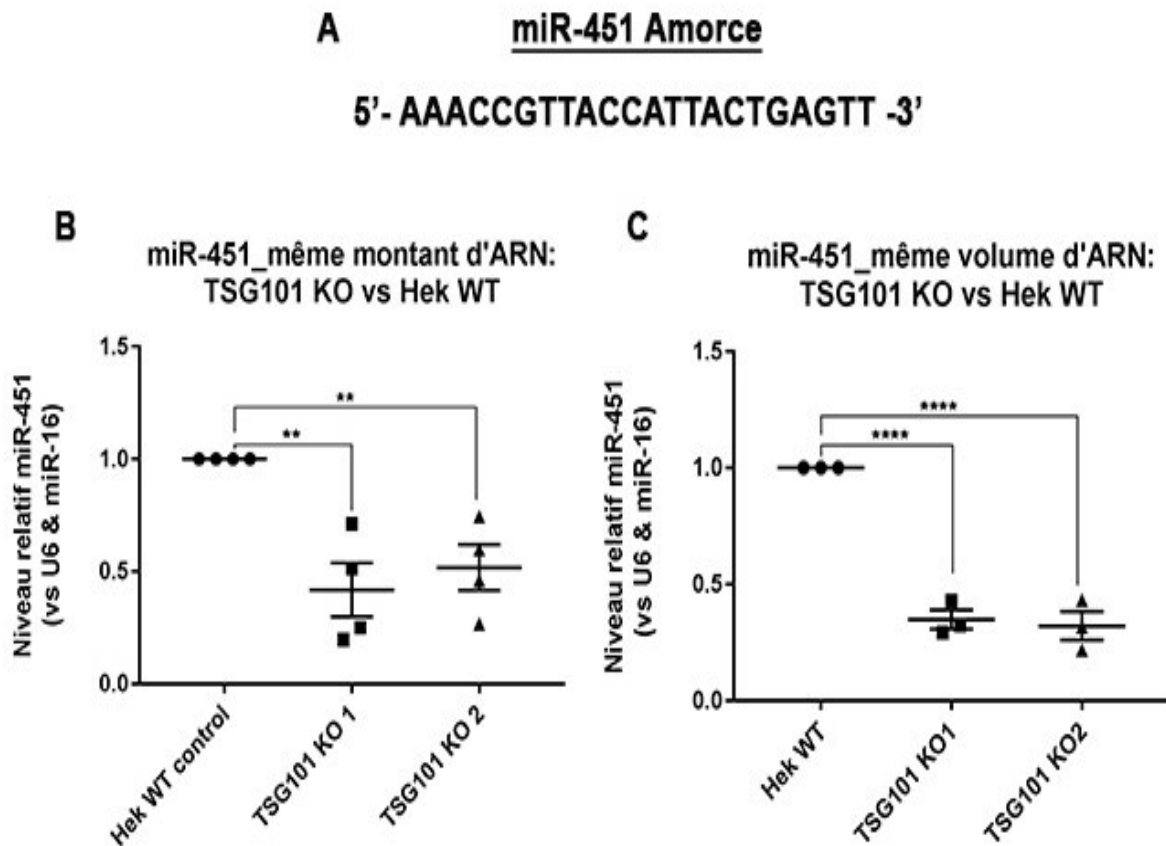 A
miR-451 Amorce
5'- AAACCGTTACCATTACTGAGTT -3'
B
miR-451_même montant d'ARN:
TSG101 KO vs Hek WT
Niveau relatif miR-451
(vs U6 & miR-16)
1.5
1.0
0.5
0.0
**
**
Hek WT control
TSG101 KO 1
TSG101 KO 2
C
miR-451_même volume d'ARN:
TSG101 KO vs Hek WT
Niveau relatif miR-451
(vs U6 & miR-16)
1.5
1.0
0.5
0.0
****
****
Hek WT
TSG101 KO1
TSG101 KO2